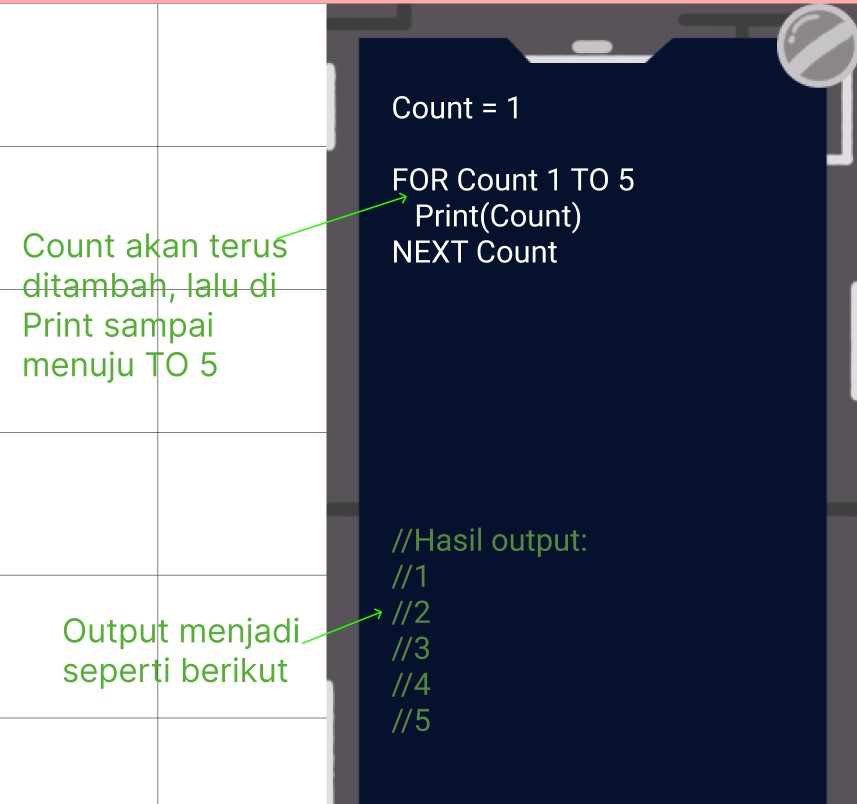 Count = 1
FOR Count 1 TO 5
Print(Count)
NEXT Count
Count akan terus
ditambah, lalu di
Print sampai
menuju TO 5
//Hasil output:
//1
//2
//3
//4
//5
Output menjadi
seperti berikut